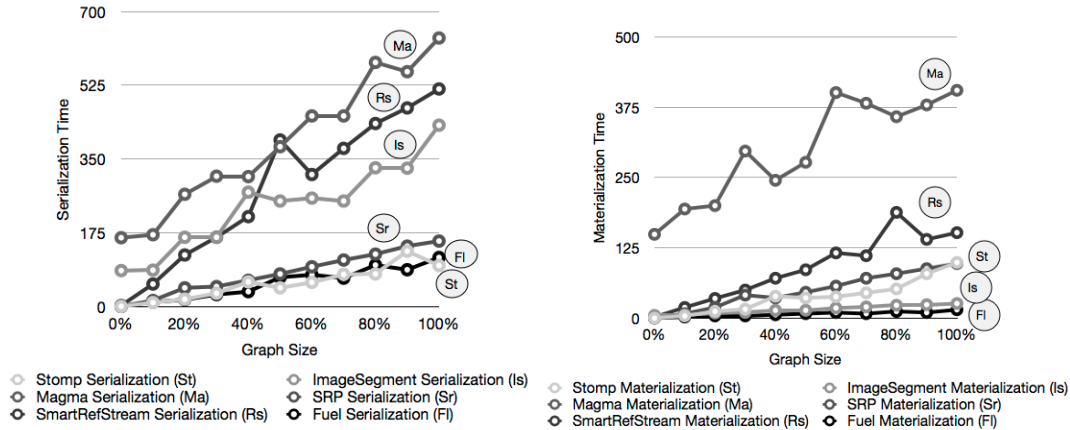 700
525
350
175
0
Serialization Time
Ma
Rs
Is
Sr
Fl
St
0% 20% 40% 60% 80% 100%
Graph Size
Stomp Serialization (St)
Magma Serialization (Ma)
SmartRefStream Serialization (Rs)
ImageSegment Serialization (Is)
SRP Serialization (Sr)
Fuel Serialization (Fl)
500
375
250
125
0
Materialization Time
Ma
Rs
St
Is
Fl
0% 20% 40% 60% 80% 100%
Graph Size
Stomp Materialization (St)
Magma Materialization (Ma)
SmartRefStream Materialization (Rs)
ImageSegment Materialization (Is)
SRP Materialization (Sr)
Fuel Materialization (Fl)